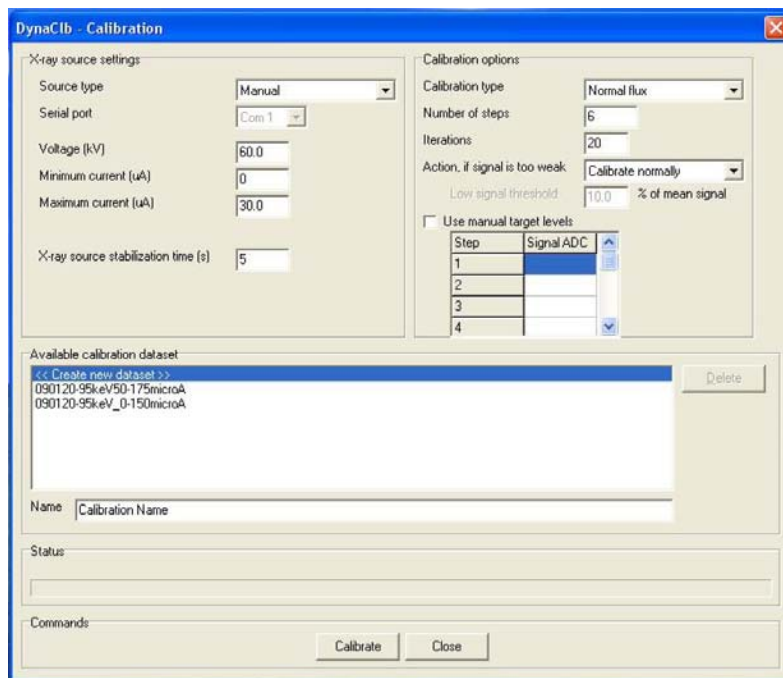 DynaClb - Calibration
X-ray source settings
Source type Manual
Serial port Com 1
Voltage (kV) 60.0
Minimum current (uA) 0
Maximum current (uA) 30.0
X-ray source stabilization time (s) 5
Calibration options
Calibration type Normal flux
Number of steps 6
Iterations 20
Action, if signal is too weak Calibrate normally
Low signal threshold 10.0 % of mean signal
Use manual target levels
Step Signal ADC
1
2
3
4
Available calibration dataset
<< Create new dataset >>
090120-95keV50-175microA
090120-95keV_0-150microA
Delete
Name Calibration Name
Status
Commands
Calibrate Close